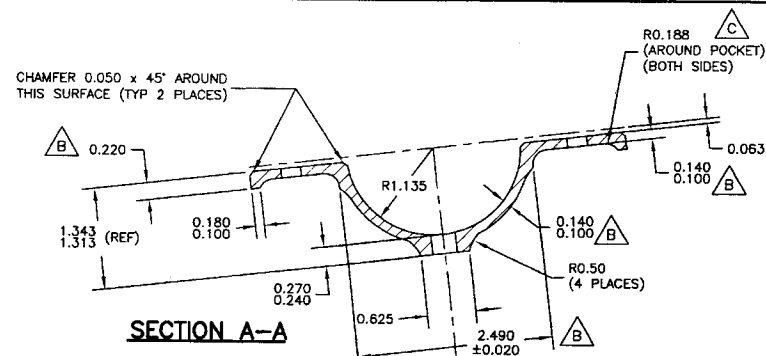 R0.188
(AROUND POCKET)
(BOTH SIDES)
C
CHAMFER 0.050 x 45° AROUND
THIS SURFACE (TYP 2 PLACES)
B
0.220
0.063
0.140
0.100
B
R1.135
1.343
1.313 (REF)
0.180
0.100
0.140
0.100
B
R0.50
(4 PLACES)
0.270
0.240
0.625
2.490
±0.020
B
SECTION A-A